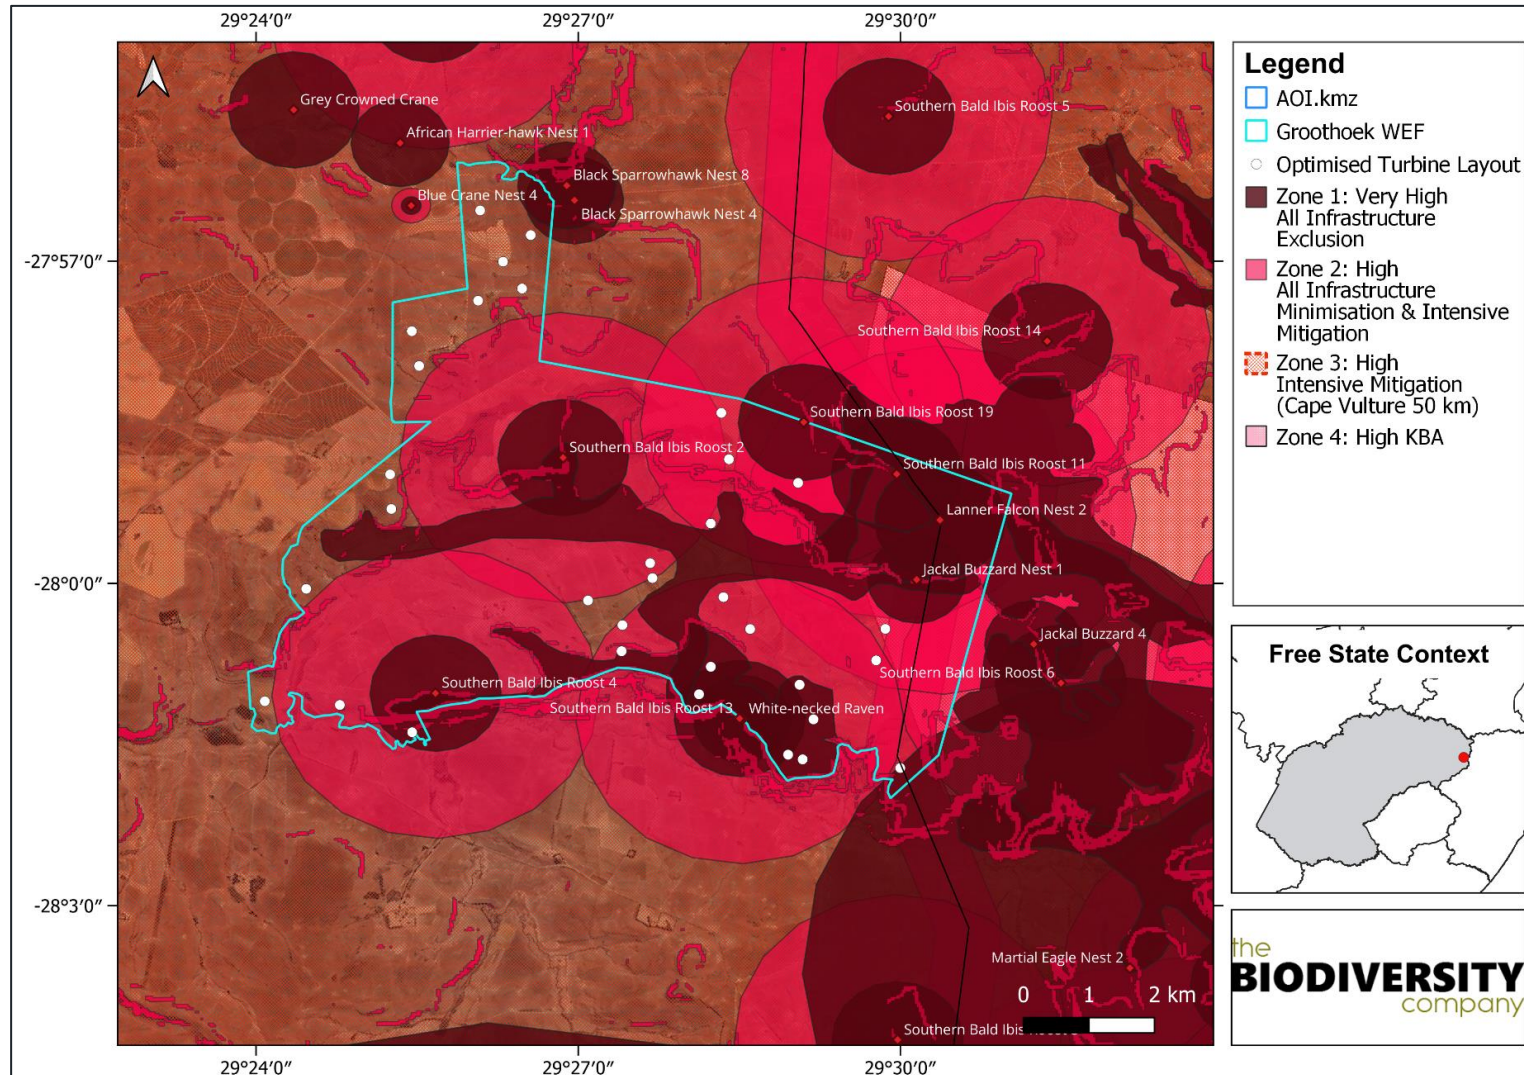 29°24′0″ 29°27′0″ 29°30′0″
Grey Crowned Crane
Southern Bald Ibis Roost 5
African Harrier-hawk Nest 1
Black Sparrowhawk Nest 8
Blue Crane Nest 4
Black Sparrowhawk Nest 4
-27°57′0″
Southern Bald Ibis Roost 14
Southern Bald Ibis Roost 19
Southern Bald Ibis Roost 2
Southern Bald Ibis Roost 11
Lanner Falcon Nest 2
Jackal Buzzard Nest 1
-28°0′0″
Jackal Buzzard 4
Southern Bald Ibis Roost 6
Southern Bald Ibis Roost 4
Southern Bald Ibis Roost 13
White-necked Raven
-28°3′0″
Martial Eagle Nest 2
0 1 2 km
Southern Bald Ibis
29°24′0″ 29°27′0″ 29°30′0″
Legend
AOI.kmz
Groothoek WEF
Optimised Turbine Layout
Zone 1: Very High
All Infrastructure
Exclusion
Zone 2: High
All Infrastructure
Minimisation & Intensive
Mitigation
Zone 3: High
Intensive Mitigation
(Cape Vulture 50 km)
Zone 4: High KBA
Free State Context
the
BIODIVERSITY
company